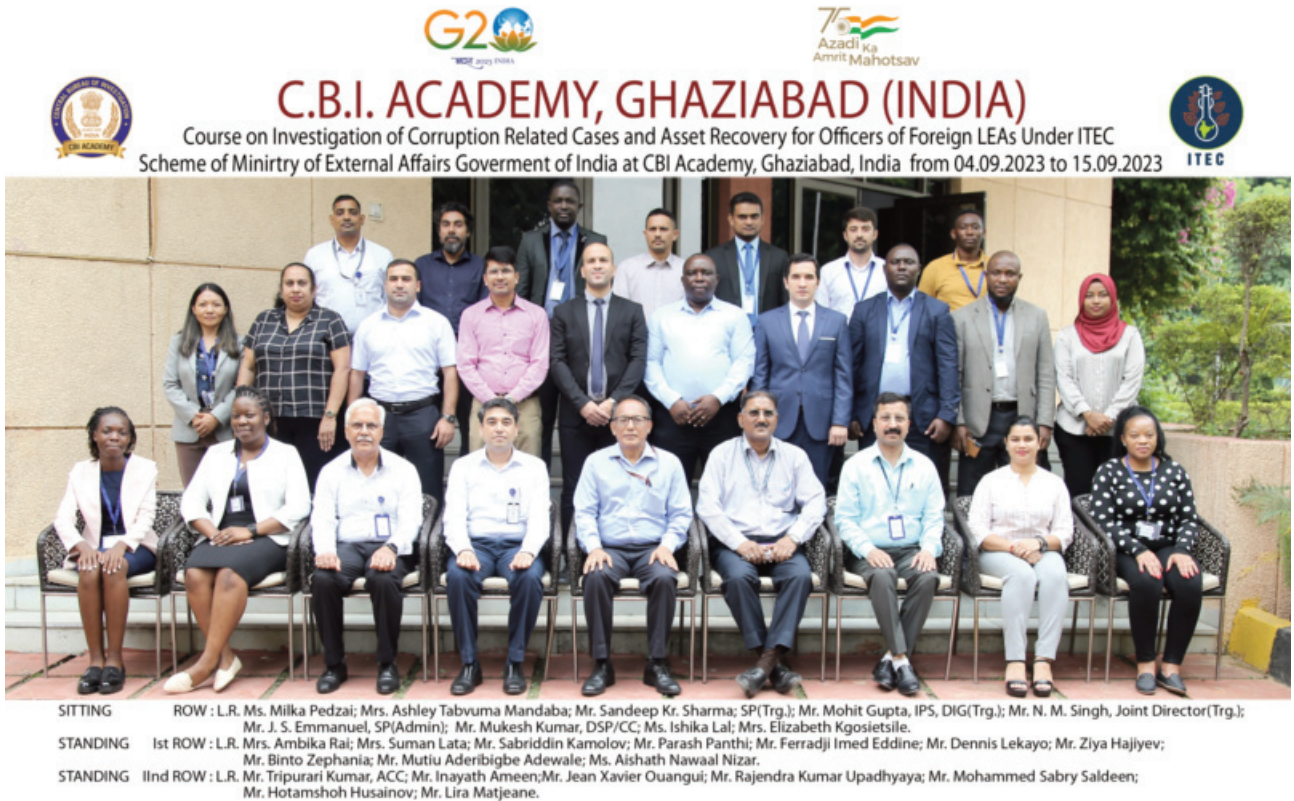 G20
भारत 2023 INDIA
75
Azadi Ka
Amrit Mahotsav
CENTRAL BUREAU OF INVESTIGATION
INDIA
CBI ACADEMY
ITEC
C.B.I. ACADEMY, GHAZIABAD (INDIA)
Course on Investigation of Corruption Related Cases and Asset Recovery for Officers of Foreign LEAs Under ITEC
Scheme of Minirtry of External Affairs Goverment of India at CBI Academy, Ghaziabad, India from 04.09.2023 to 15.09.2023
SITTING ROW : L.R. Ms. Milka Pedzai; Mrs. Ashley Tabvuma Mandaba; Mr. Sandeep Kr. Sharma; SP(Trg.); Mr. Mohit Gupta, IPS, DIG(Trg.); Mr. N. M. Singh, Joint Director(Trg.);
Mr. J. S. Emmanuel, SP(Admin); Mr. Mukesh Kumar, DSP/CC; Ms. Ishika Lal; Mrs. Elizabeth Kgosietsile.
STANDING Ist ROW : L.R. Mrs. Ambika Rai; Mrs. Suman Lata; Mr. Sabriddin Kamolov; Mr. Parash Panthi; Mr. Ferradji Imed Eddine; Mr. Dennis Lekayo; Mr. Ziya Hajiyev;
Mr. Binto Zephania; Mr. Mutiu Aderibigbe Adewale; Ms. Aishath Nawaal Nizar.
STANDING IInd ROW : L.R. Mr. Tripurari Kumar, ACC; Mr. Inayath Ameen;Mr. Jean Xavier Ouangui; Mr. Rajendra Kumar Upadhyaya; Mr. Mohammed Sabry Saldeen;
Mr. Hotamshoh Husainov; Mr. Lira Matjeane.